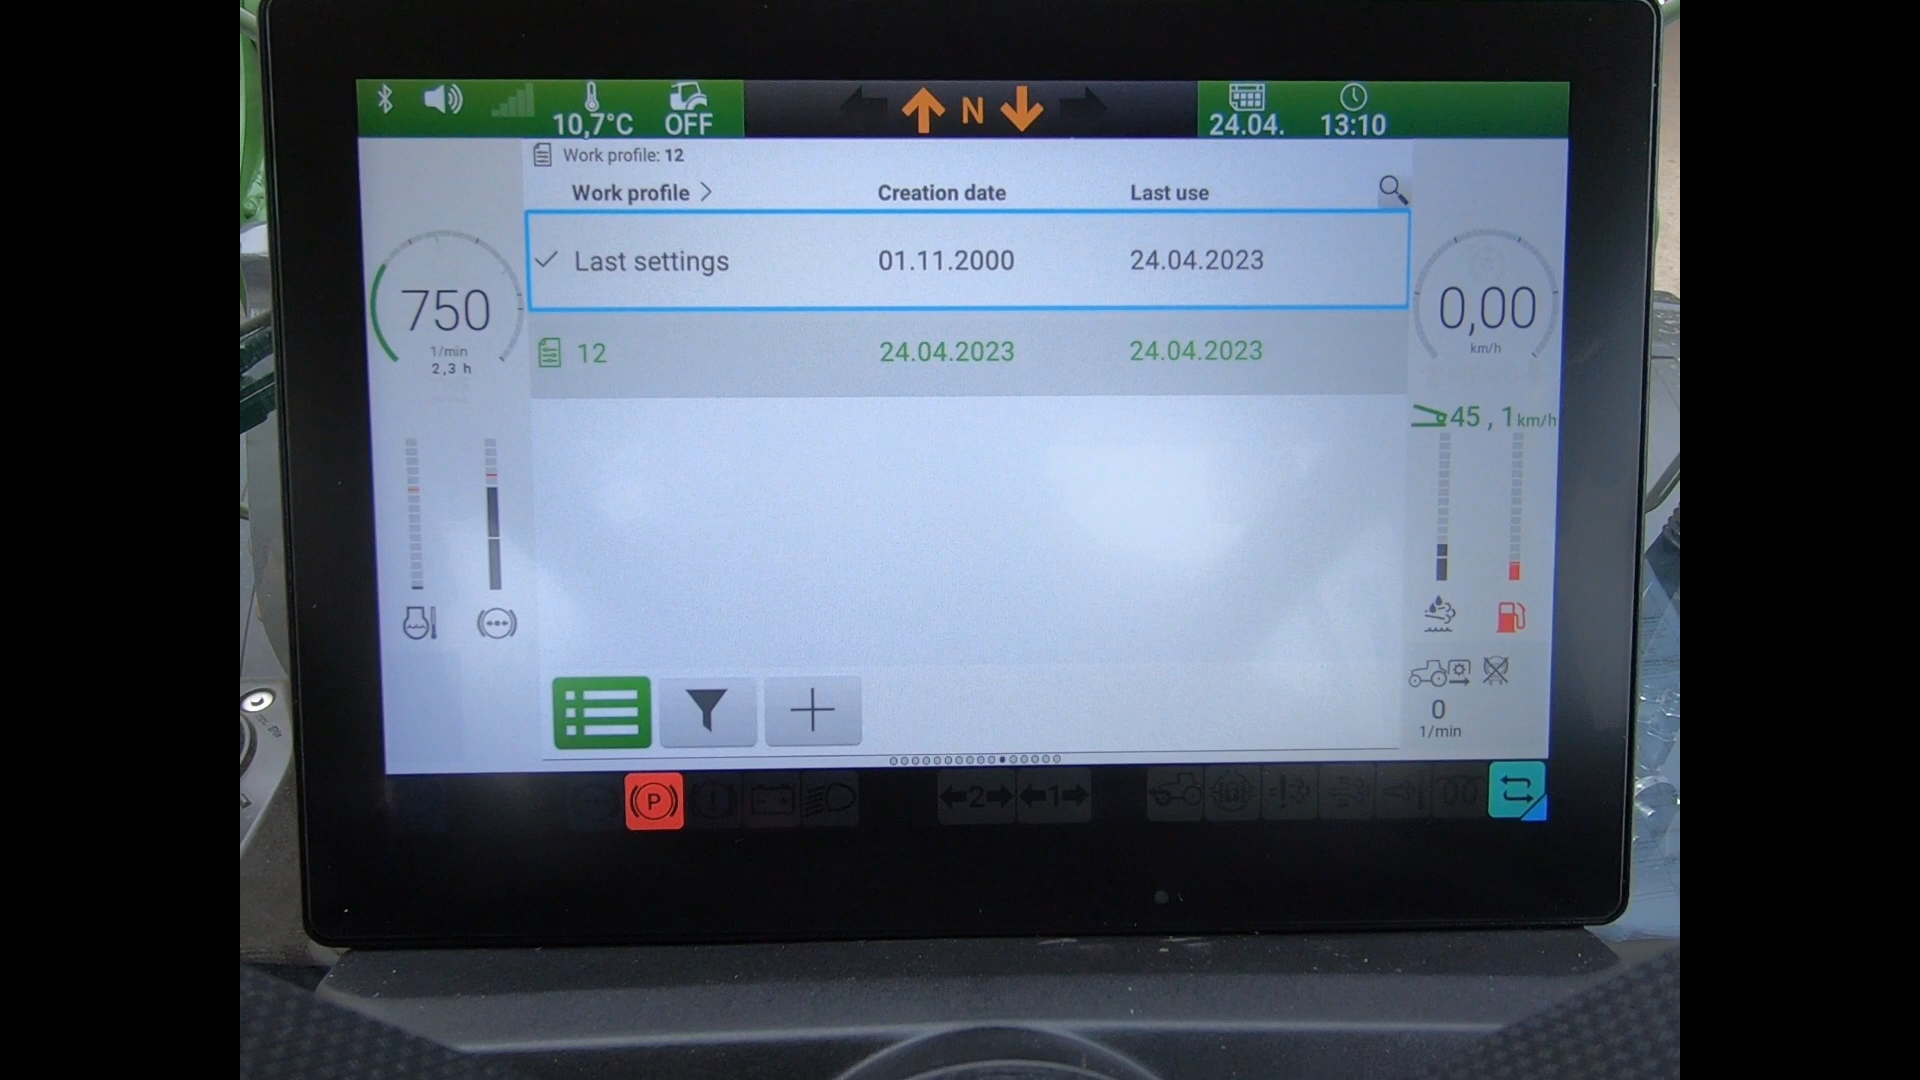 10,7°C OFF N 24.04. 13:10
Work profile: 12
Work profile Creation date Last use
Last settings 01.11.2000 24.04.2023
12 24.04.2023 24.04.2023
750
1/min
2,3 h
0,00
km/h
45,1 km/h
0
1/min
P
2 1